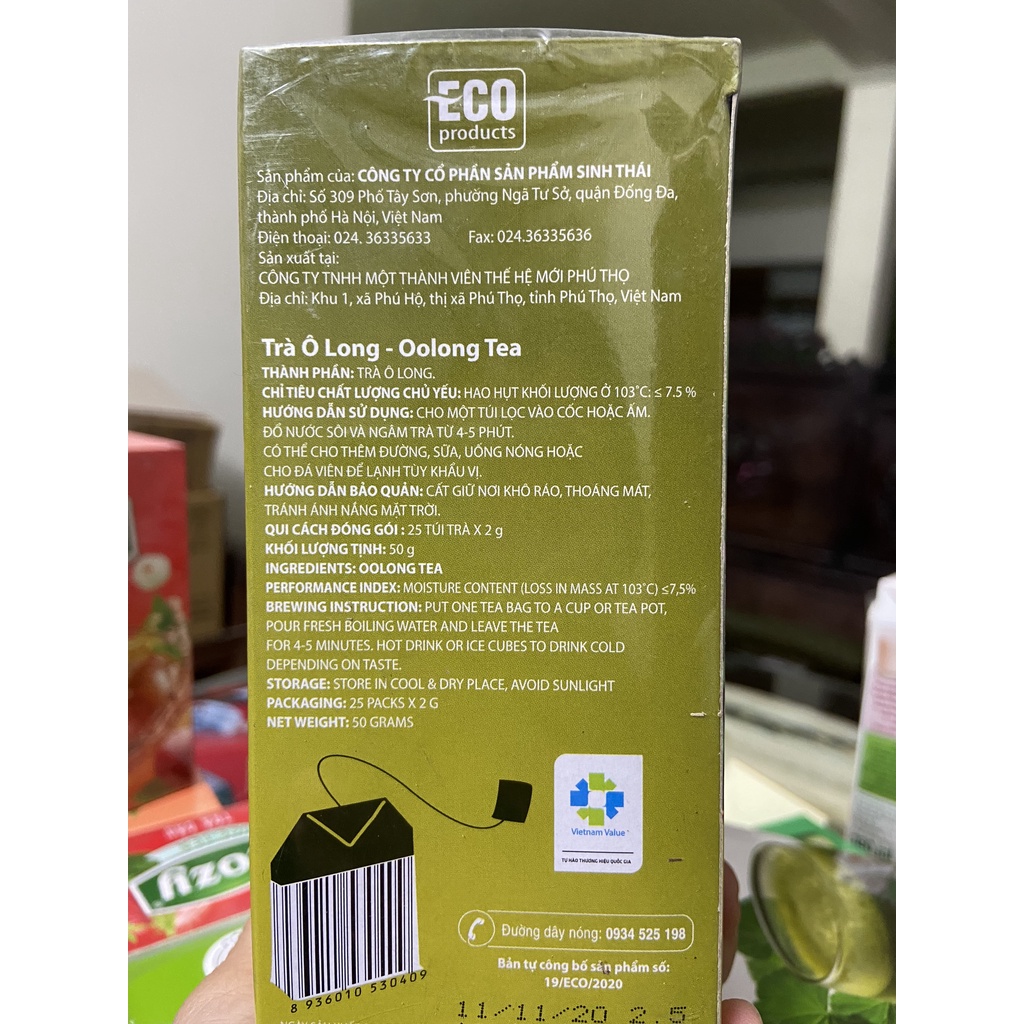 ECO
products
Sản phẩm của: CÔNG TY CỔ PHẦN SẢN PHẨM SINH THÁI
Địa chỉ: Số 309 Phố Tây Sơn, phường Ngã Tư Sở, quận Đống Đa,
thành phố Hà Nội, Việt Nam
Điện thoại: 024. 36335633 Fax: 024.36335636
Sản xuất tại:
CÔNG TY TNHH MỘT THÀNH VIÊN THẾ HỆ MỚI PHÚ THỌ
Địa chỉ: Khu 1, xã Phú Hộ, thị xã Phú Thọ, tỉnh Phú Thọ, Việt Nam
Trà Ô Long - Oolong Tea
THÀNH PHẦN: TRÀ Ô LONG.
CHỈ TIÊU CHẤT LƯỢNG CHỦ YẾU: HAO HỤT KHỐI LƯỢNG Ở 103°C: ≤ 7.5 %
HƯỚNG DẪN SỬ DỤNG: CHO MỘT TÚI LỌC VÀO CỐC HOẶC ẤM.
ĐỔ NƯỚC SÔI VÀ NGÂM TRÀ TỪ 4-5 PHÚT.
CÓ THỂ CHO THÊM ĐƯỜNG, SỮA, UỐNG NÓNG HOẶC
CHO ĐÁ VIÊN ĐỂ LẠNH TÙY KHẨU VỊ.
HƯỚNG DẪN BẢO QUẢN: CẤT GIỮ NƠI KHÔ RÁO, THOÁNG MÁT,
TRÁNH ÁNH NẮNG MẶT TRỜI.
QUI CÁCH ĐÓNG GÓI : 25 TÚI TRÀ X 2 g
KHỐI LƯỢNG TỊNH: 50 g
INGREDIENTS: OOLONG TEA
PERFORMANCE INDEX: MOISTURE CONTENT (LOSS IN MASS AT 103°C) ≤7,5%
BREWING INSTRUCTION: PUT ONE TEA BAG TO A CUP OR TEA POT,
POUR FRESH BOILING WATER AND LEAVE THE TEA
FOR 4-5 MINUTES. HOT DRINK OR ICE CUBES TO DRINK COLD
DEPENDING ON TASTE.
STORAGE: STORE IN COOL & DRY PLACE, AVOID SUNLIGHT
PACKAGING: 25 PACKS X 2 G
NET WEIGHT: 50 GRAMS
Vietnam Value
TỰ HÀO THƯƠNG HIỆU QUỐC GIA
Đường dây nóng: 0934 525 198
Bản tự công bố sản phẩm số:
19/ECO/2020
8 936010 530409
11/11/20 2.5